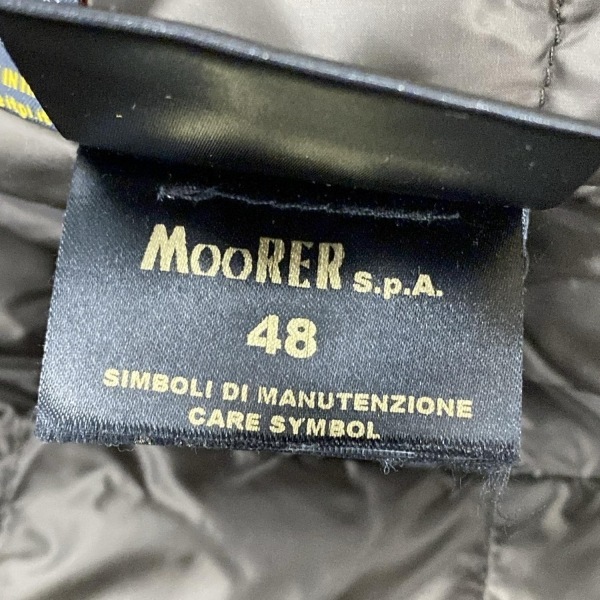 MOORER S.p.A.
48
SIMBOLI DI MANUTENZIONE
CARE SYMBOL